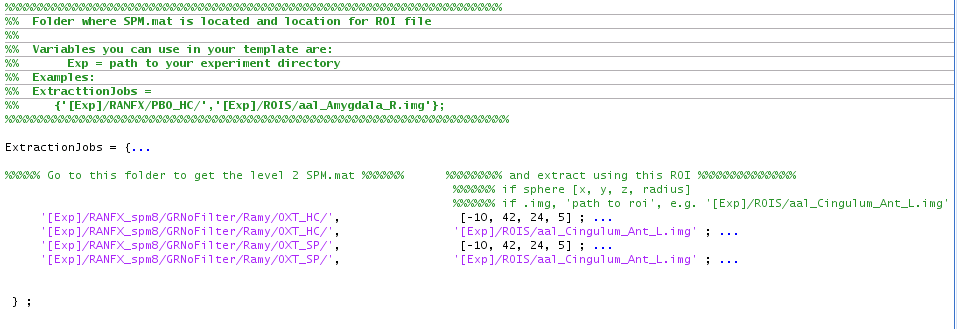 %%%%%%%%%%%%%%%%%%%%%%%%%%%%%%%%%%%%%%%%%%%%%%%%%%%%%%%%%%%%%%%%%%%%%%%
%%  Folder where SPM.mat is located and location for ROI file
%%
%%  Variables you can use in your template are:
%%       Exp = path to your experiment directory
%%  Examples:
%%  ExtracttionJobs =
%%     {'[Exp]/RANFX/PBO_HC/','[Exp]/ROIS/aal_Amygdala_R.img'};
%%%%%%%%%%%%%%%%%%%%%%%%%%%%%%%%%%%%%%%%%%%%%%%%%%%%%%%%%%%%%%%%%%%%%%%%
ExtractionJobs = {...
%%%%% Go to this folder to get the level 2 SPM.mat %%%%%%      %%%%%%%% and extract using this ROI %%%%%%%%%%%%%%
%%%%%% if sphere [x, y, z, radius]
%%%%%% if .img, 'path to roi', e.g. '[Exp]/ROIS/aal_Cingulum_Ant_L.img'
'[Exp]/RANFX_spm8/GRNoFilter/Ramy/OXT_HC/',                 [-10, 42, 24, 5] ; ...
'[Exp]/RANFX_spm8/GRNoFilter/Ramy/OXT_HC/',                '[Exp]/ROIS/aal_Cingulum_Ant_L.img' ; ...
'[Exp]/RANFX_spm8/GRNoFilter/Ramy/OXT_SP/',                 [-10, 42, 24, 5] ; ...
'[Exp]/RANFX_spm8/GRNoFilter/Ramy/OXT_SP/',                '[Exp]/ROIS/aal_Cingulum_Ant_L.img' ; ...
} ;